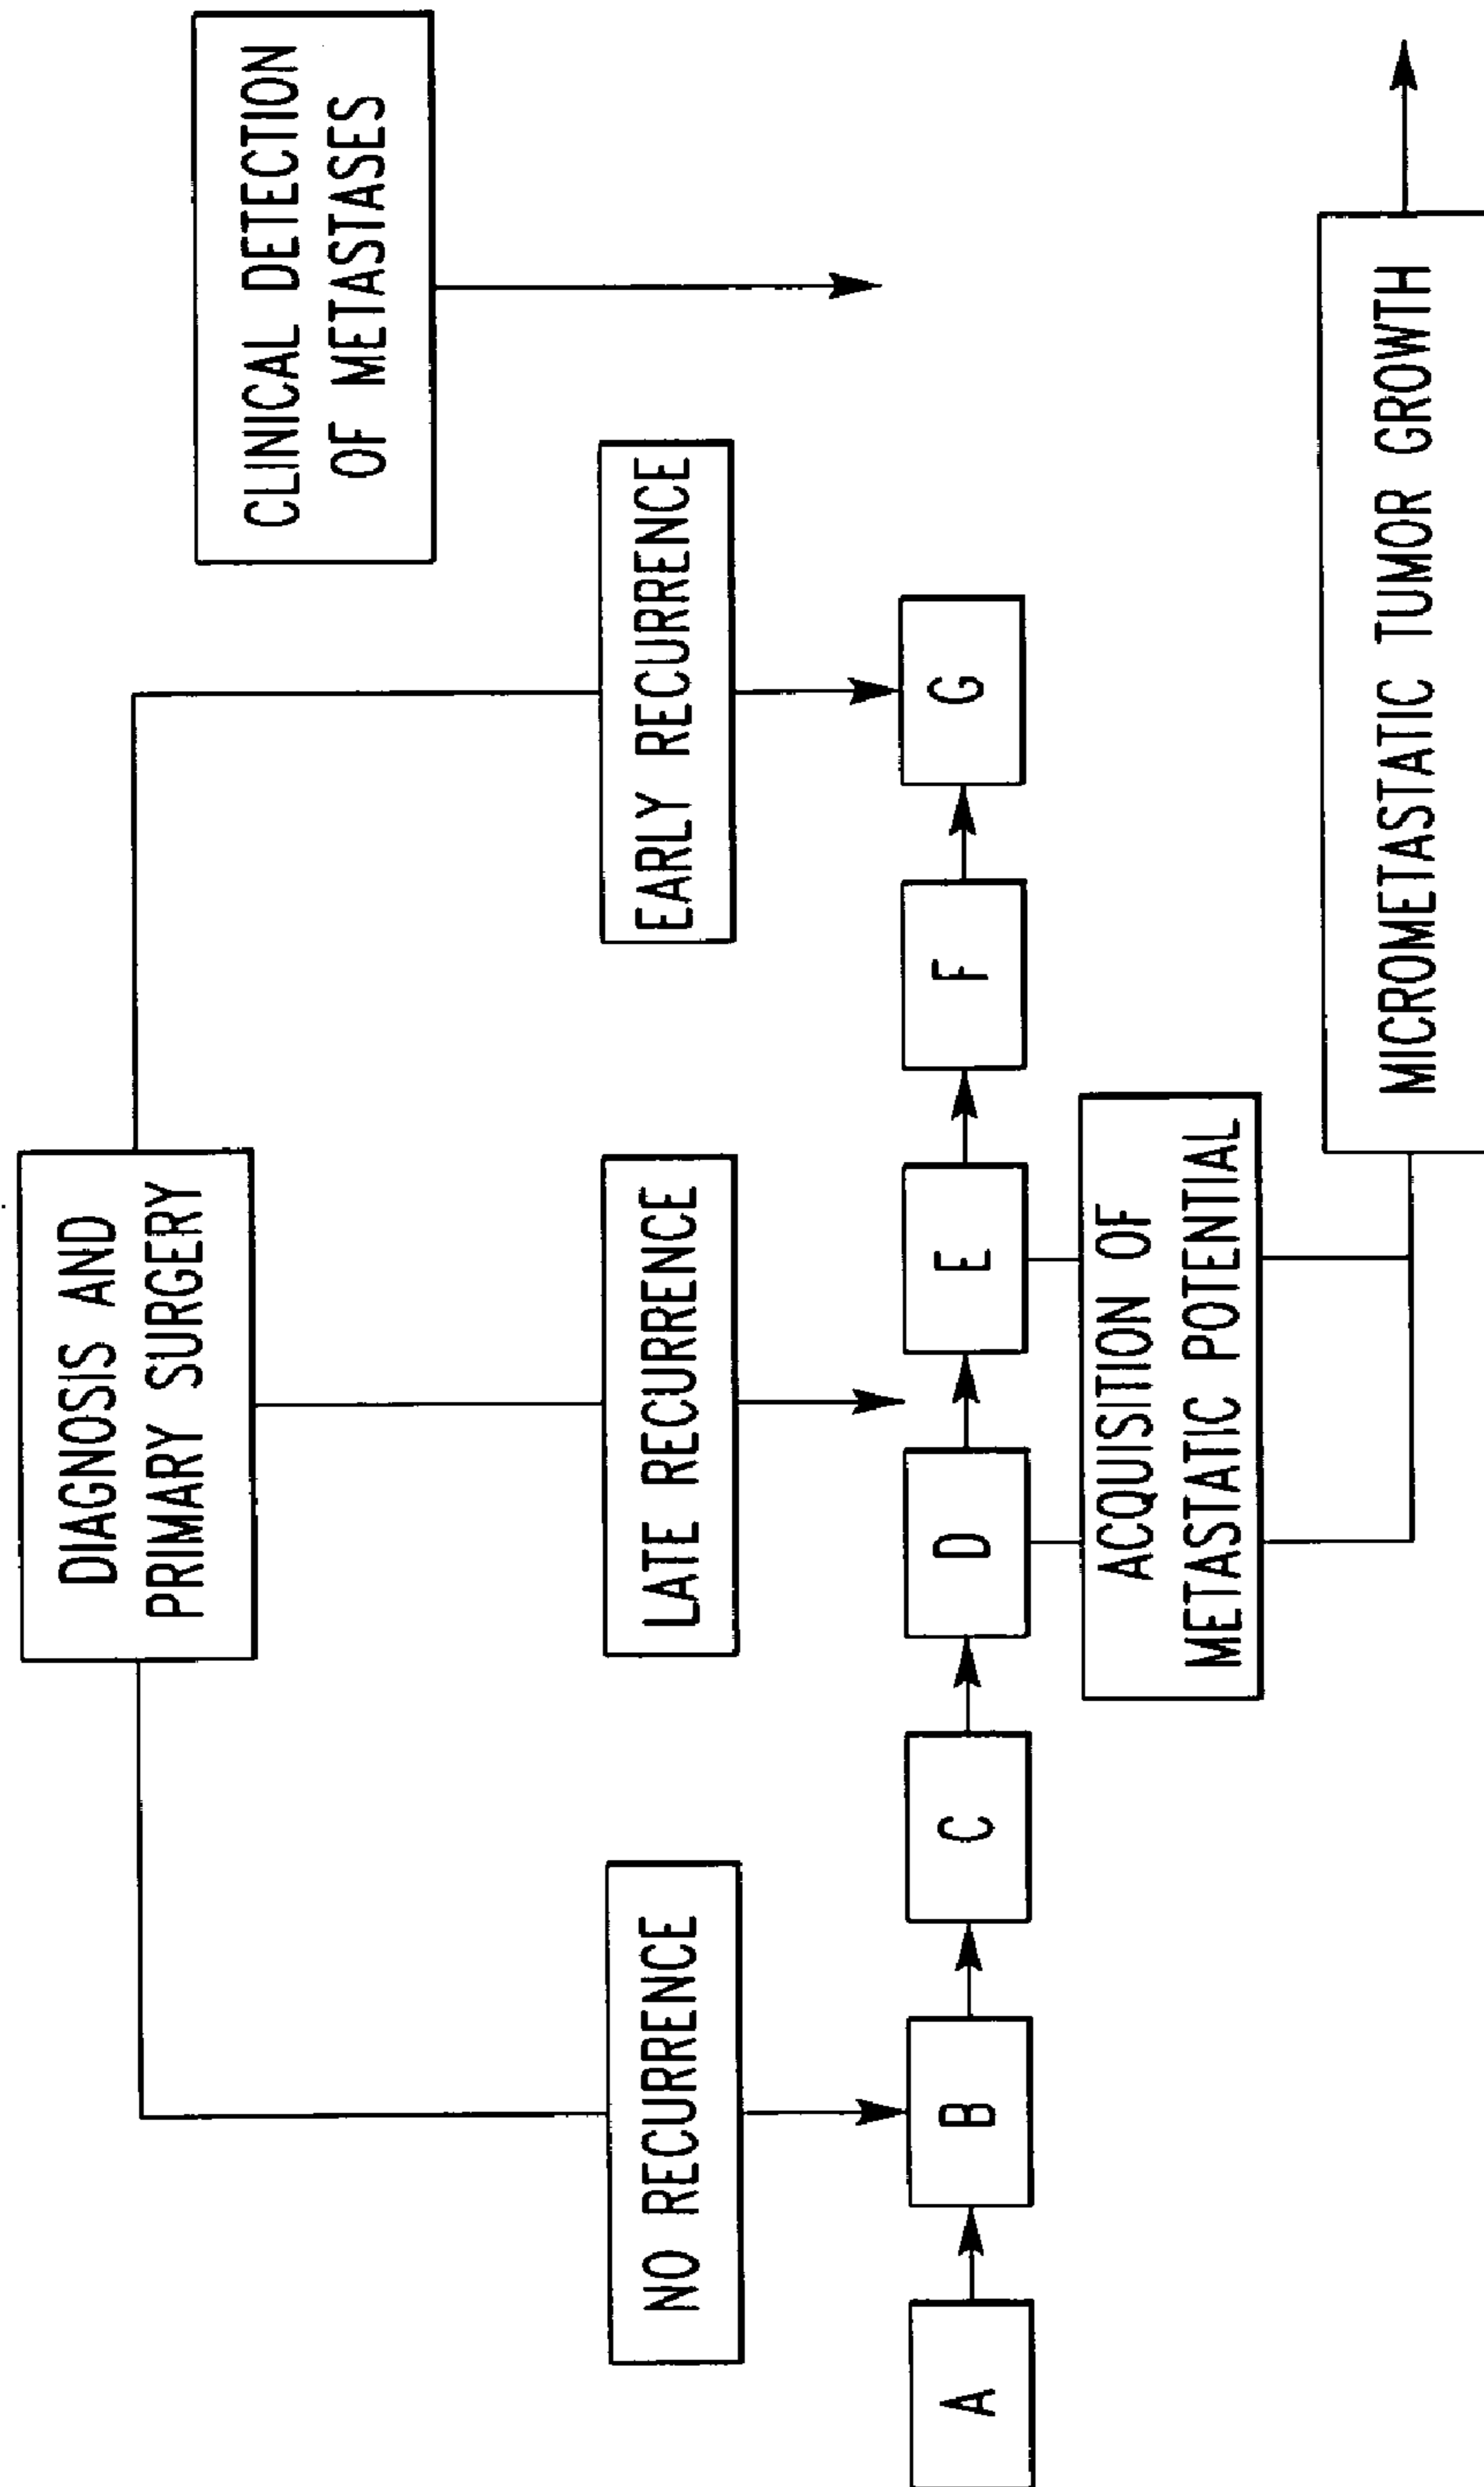 DIAGNOSIS AND
PRIMARY SURGERY
CLINICAL DETECTION
OF METASTASES
NO RECURRENCE
LATE RECURRENCE
EARLY RECURRENCE
A
B
C
D
E
F
G
ACQUISITION OF
METASTATIC POTENTIAL
MICROMETASTATIC TUMOR GROWTH